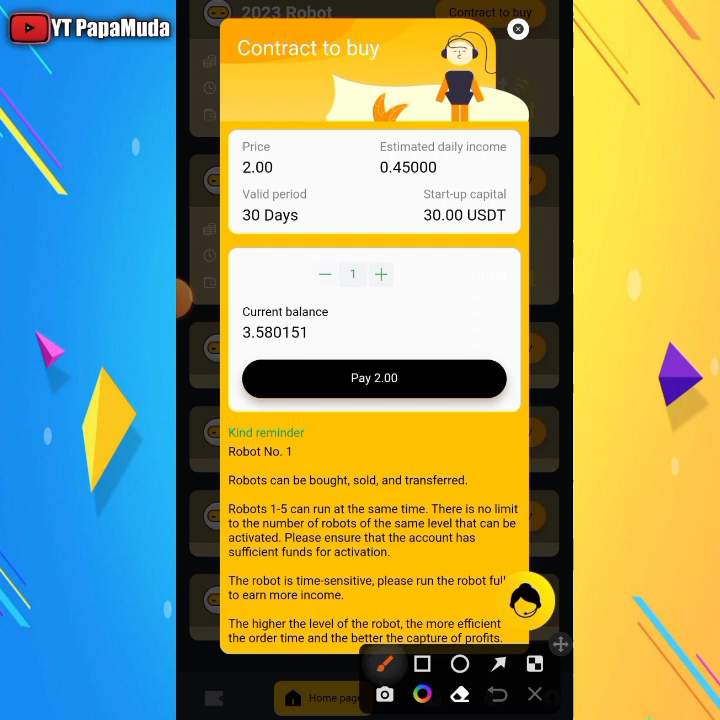 YT PapaMuda
2023 Robot
Contract to buy
Contract to buy
Price
Estimated daily income
2.00
0.45000
Valid period
Start-up capital
30 Days
30.00 USDT
1
Current balance
3.580151
Pay 2.00
Kind reminder
Robot No. 1
Robots can be bought, sold, and transferred.
Robots 1-5 can run at the same time. There is no limit
to the number of robots of the same level that can be
activated. Please ensure that the account has
sufficient funds for activation.
The robot is time-sensitive, please run the robot full
to earn more income.
The higher the level of the robot, the more efficient
the order time and the better the capture of profits.
Home page